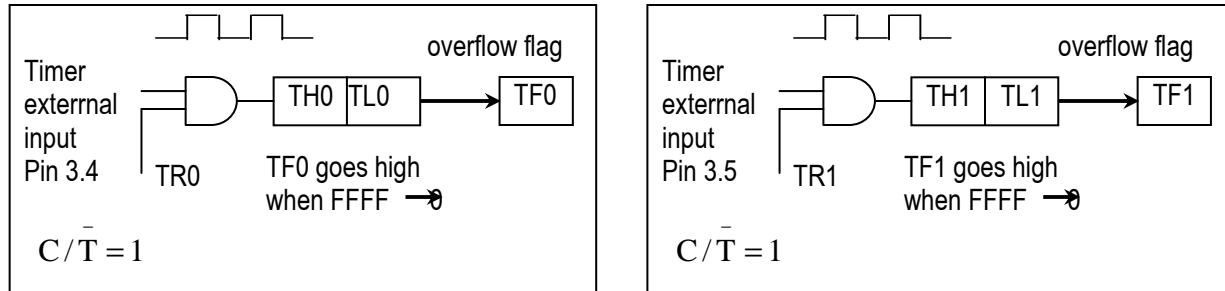 overflow flag
Timer
exterrnal
input
Pin 3.4
TH0 TL0
TF0
TR0
TF0 goes high
when FFFF → 0
C/T̄ = 1
overflow flag
Timer
exterrnal
input
Pin 3.5
TH1 TL1
TF1
TR1
TF1 goes high
when FFFF → 0
C/T̄ = 1